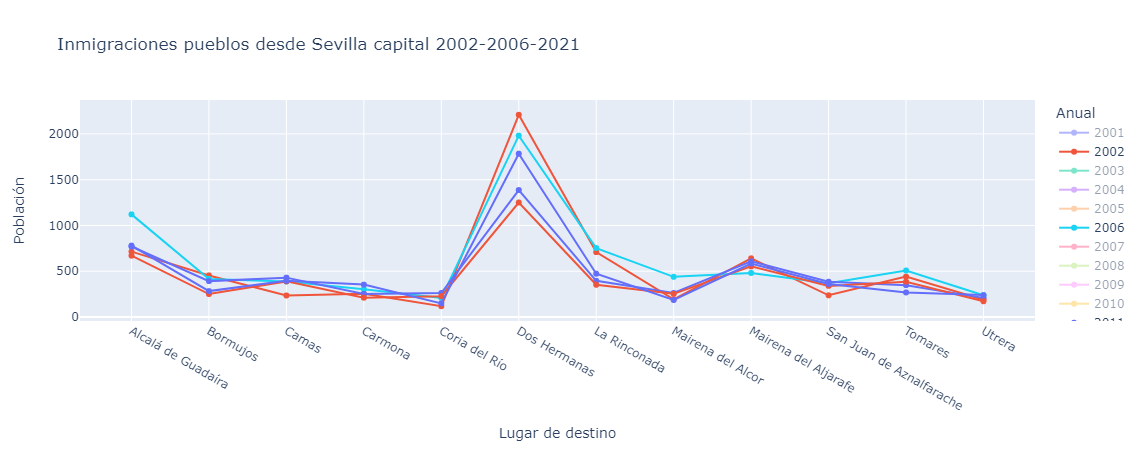 Inmigraciones pueblos desde Sevilla capital 2002-2006-2021
Población
2000
1500
1000
500
0
Alcalá de Guadaíra
Bormujos
Camas
Carmona
Coria del Río
Dos Hermanas
La Rinconada
Mairena del Alcor
Mairena del Aljarafe
San Juan de Aznalfarache
Tomares
Utrera
Lugar de destino
Anual
2001
2002
2003
2004
2005
2006
2007
2008
2009
2010
2011